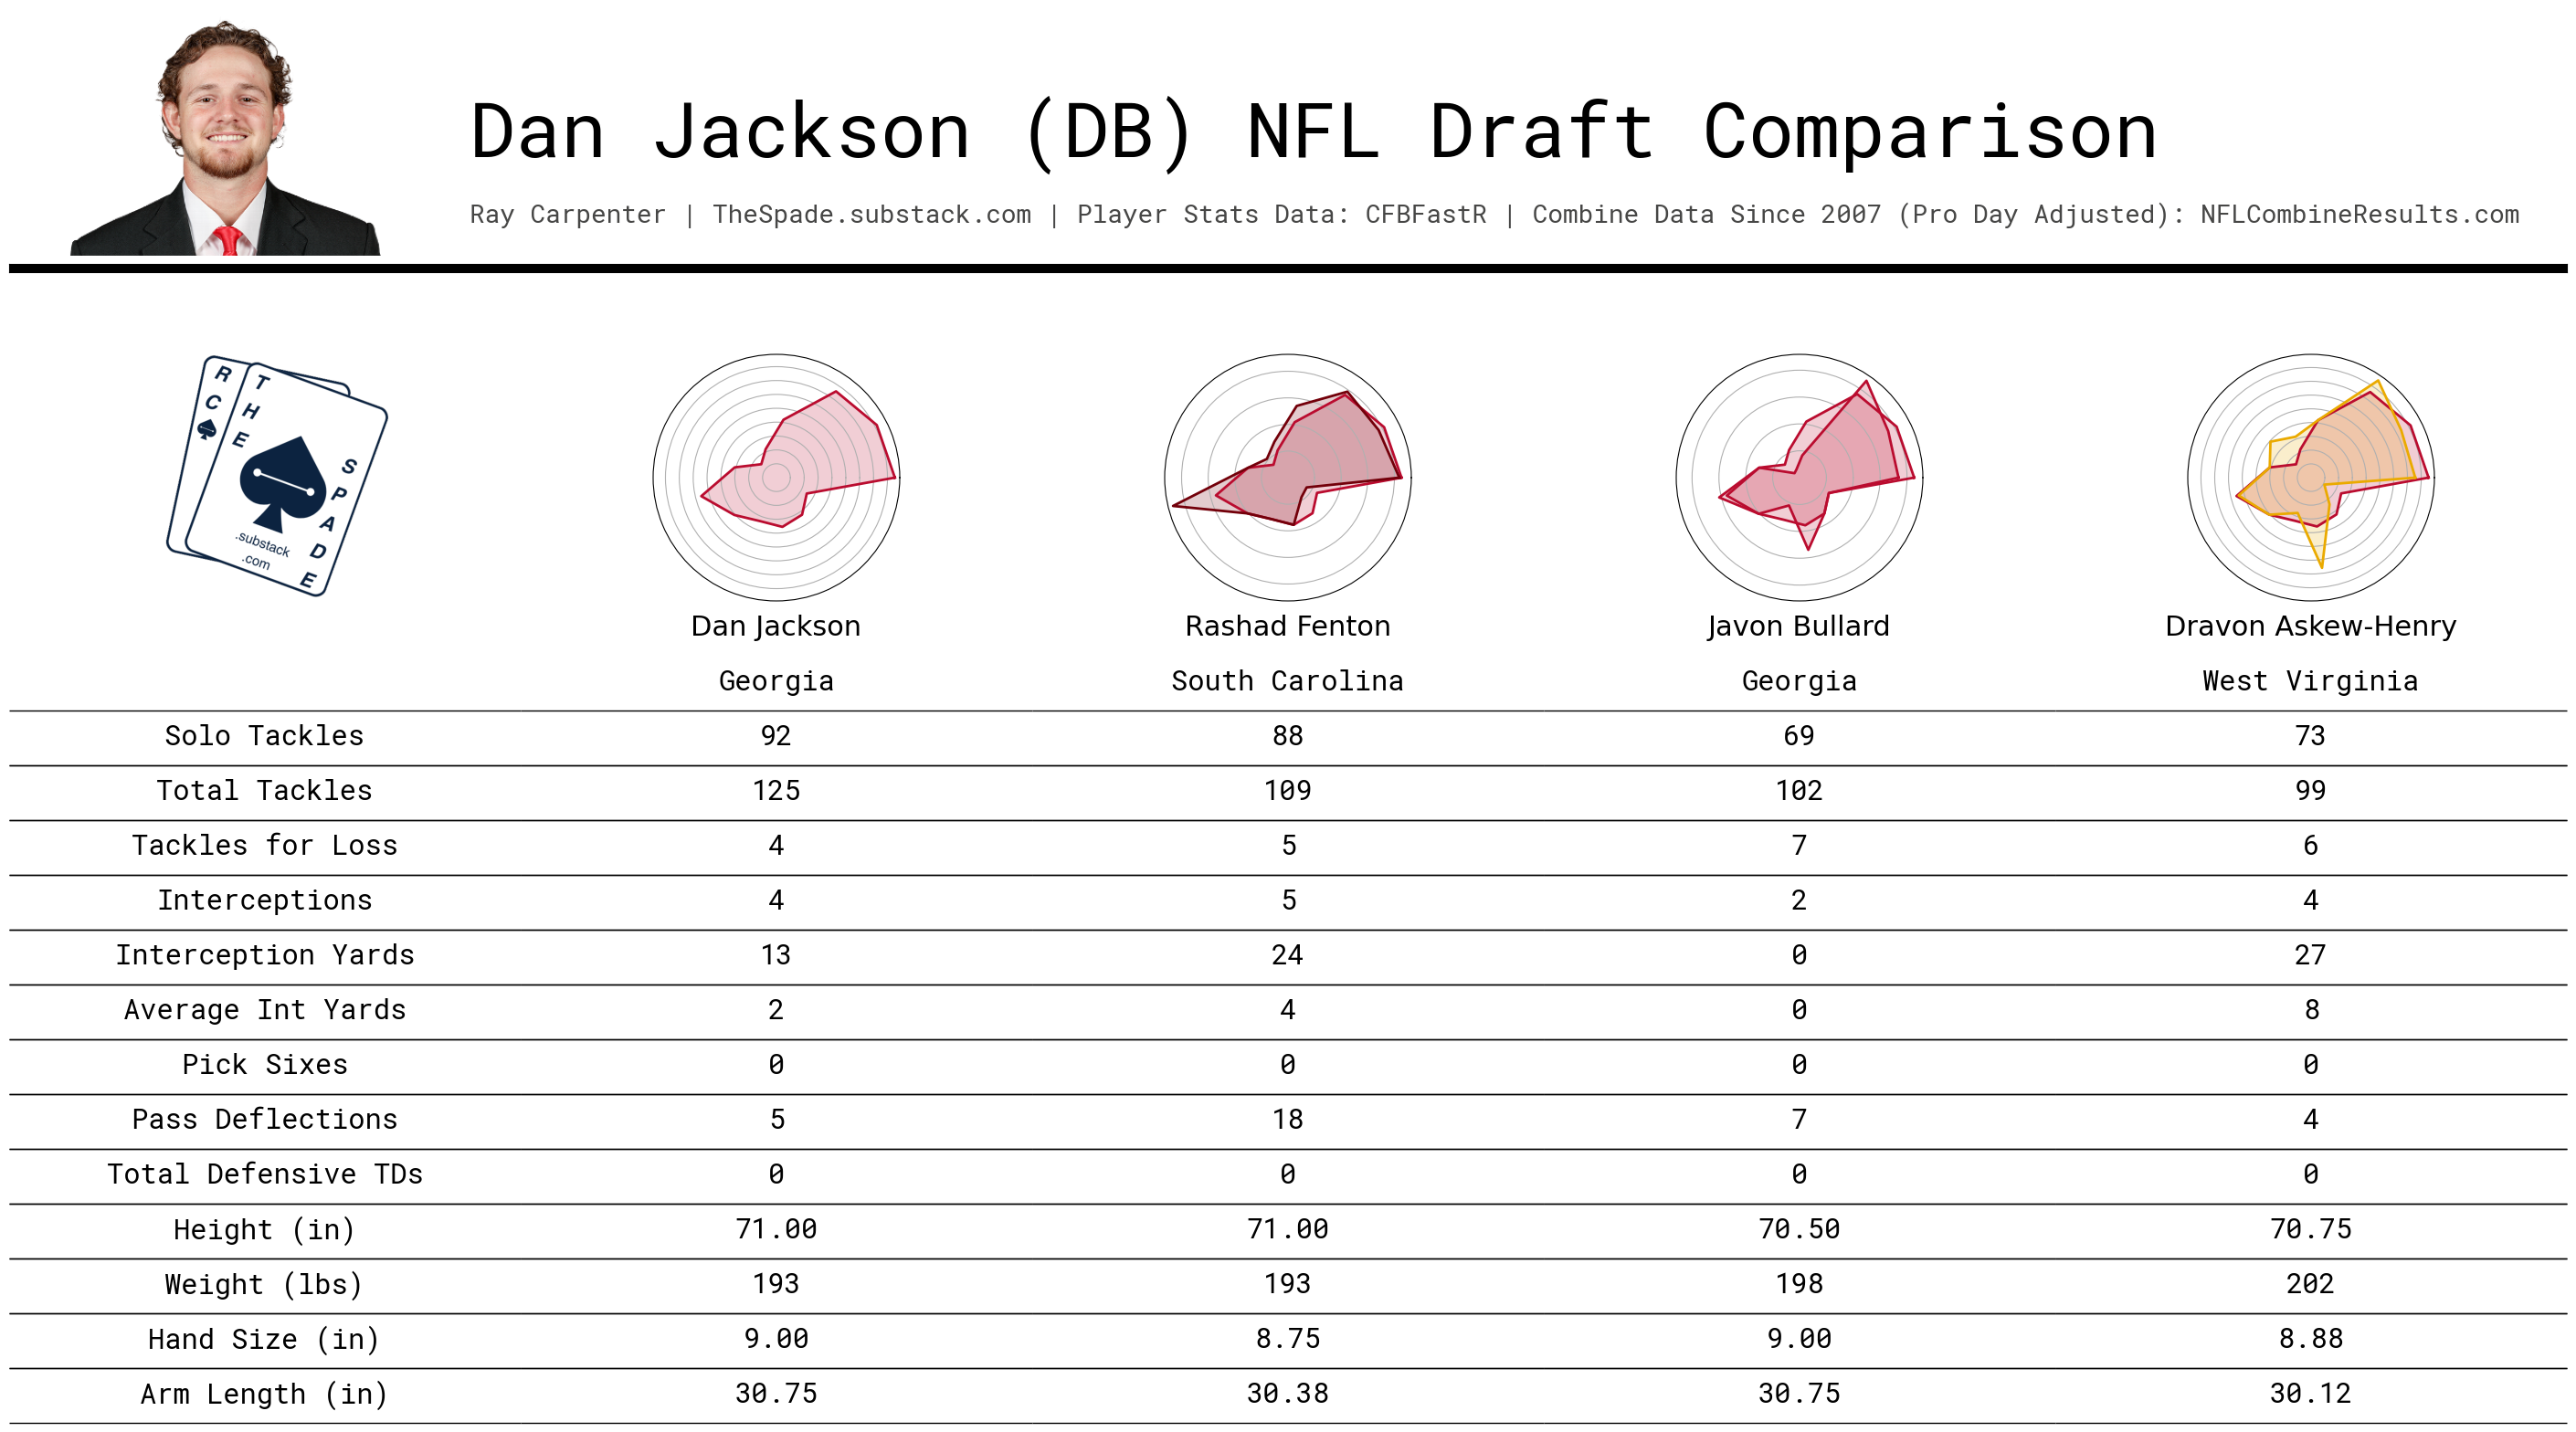 Dan Jackson (DB) NFL Draft Comparison
Ray Carpenter | TheSpade.substack.com | Player Stats Data: CFBFastR | Combine Data Since 2007 (Pro Day Adjusted): NFLCombineResults.com
RC
THE
SPADE
.substack
.com
Dan Jackson Rashad Fenton Javon Bullard Dravon Askew-Henry
Georgia South Carolina Georgia West Virginia
Solo Tackles 92 88 69 73
Total Tackles 125 109 102 99
Tackles for Loss 4 5 7 6
Interceptions 4 5 2 4
Interception Yards 13 24 0 27
Average Int Yards 2 4 0 8
Pick Sixes 0 0 0 0
Pass Deflections 5 18 7 4
Total Defensive TDs 0 0 0 0
Height (in) 71.00 71.00 70.50 70.75
Weight (lbs) 193 193 198 202
Hand Size (in) 9.00 8.75 9.00 8.88
Arm Length (in) 30.75 30.38 30.75 30.12